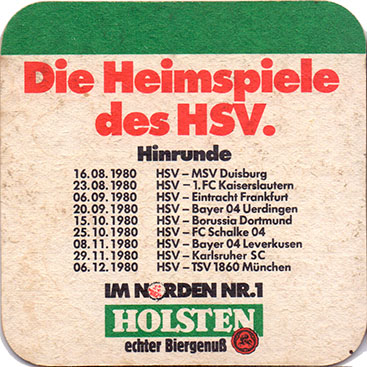 Die Heimspiele
des HSV.
Hinrunde
16.08.1980 HSV – MSV Duisburg
23.08.1980 HSV – 1.FC Kaiserslautern
06.09.1980 HSV – Eintracht Frankfurt
20.09.1980 HSV – Bayer 04 Uerdingen
15.10.1980 HSV – Borussia Dortmund
25.10.1980 HSV – FC Schalke 04
08.11.1980 HSV – Bayer 04 Leverkusen
29.11.1980 HSV – Karlsruher SC
06.12.1980 HSV – TSV 1860 München
IM NORDEN NR.1
HOLSTEN
echter Biergenuß